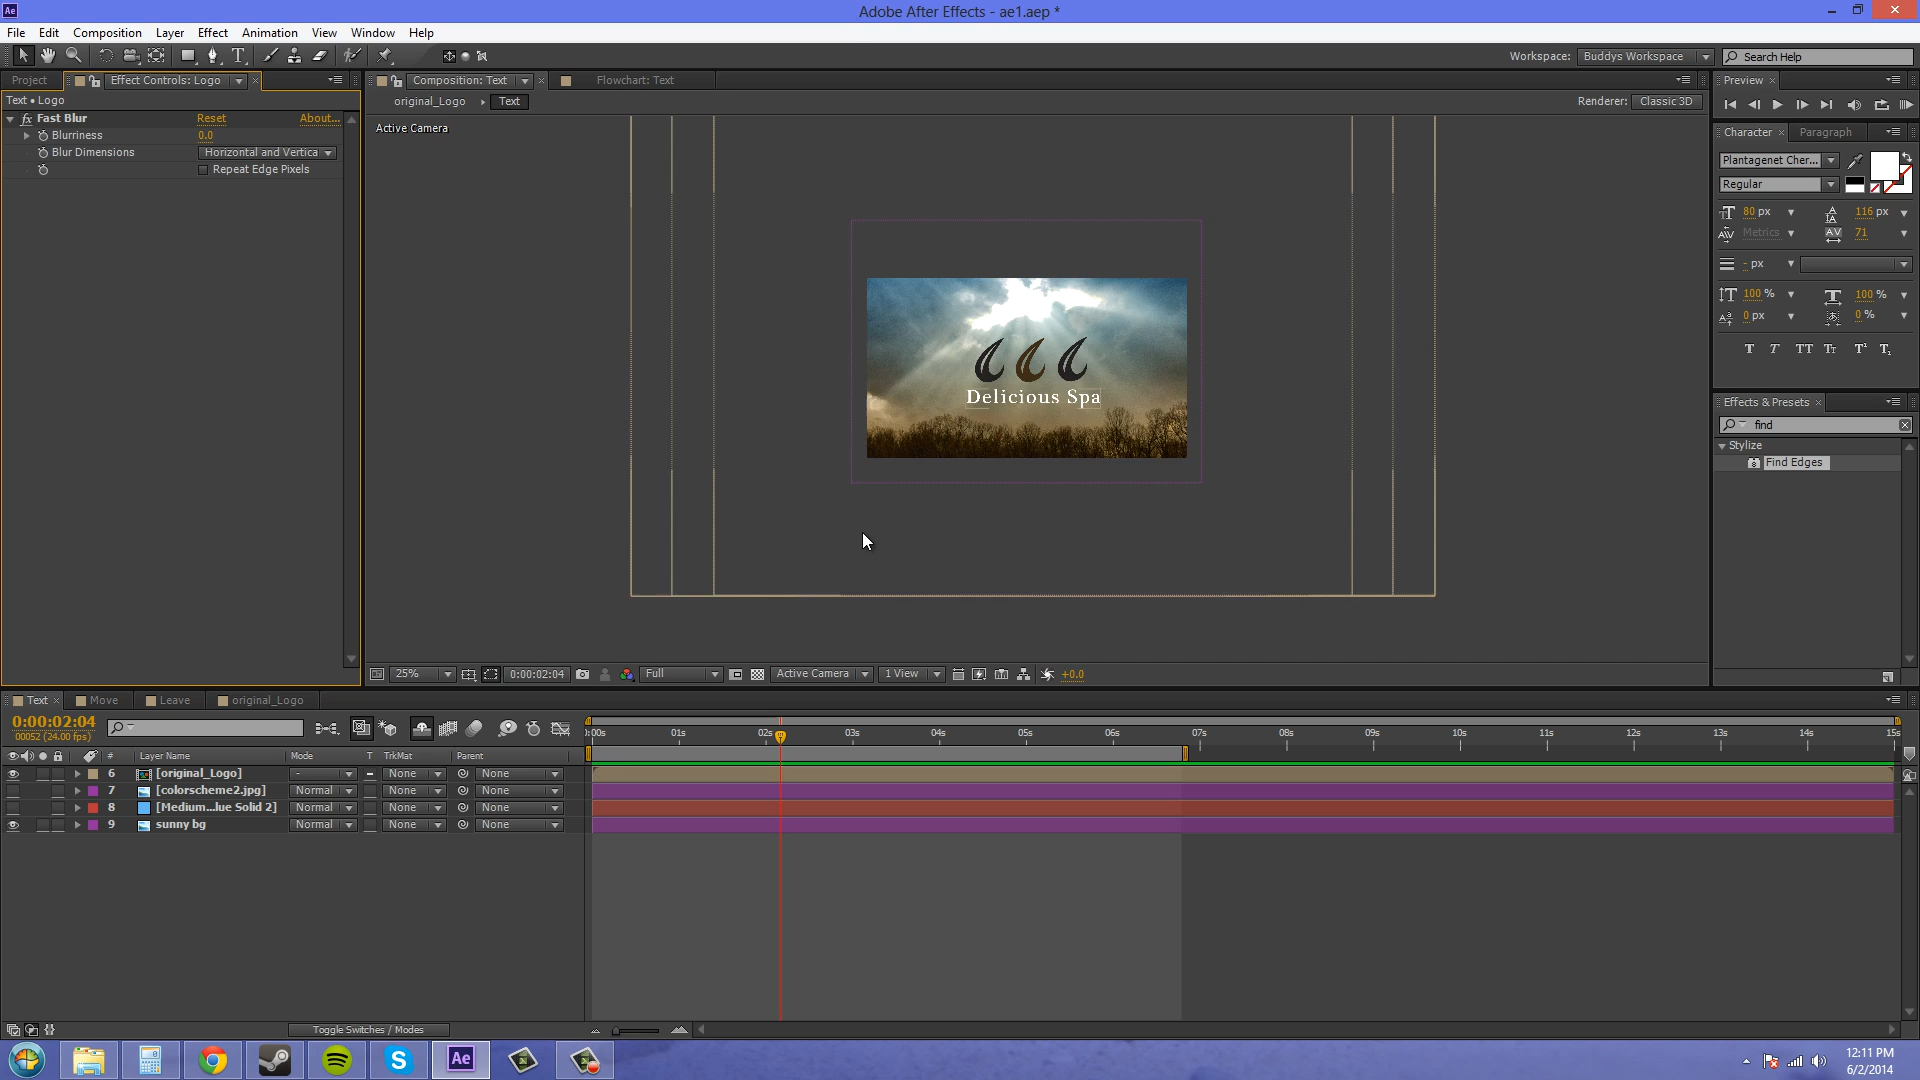 Ae
Adobe After Effects - ae1.aep *
File Edit Composition Layer Effect Animation View Window Help
Workspace: Buddys Workspace
Search Help
Project
Effect Controls: Logo
Text • Logo
fx Fast Blur Reset About...
Blurriness 0.0
Blur Dimensions Horizontal and Vertica
Repeat Edge Pixels
Composition: Text
Flowchart: Text
original_Logo Text
Renderer: Classic 3D
Active Camera
Delicious Spa
25% 0:00:02:04 Full Active Camera 1 View +0.0
Preview
Character Paragraph
Plantagenet Cher...
Regular
80 px 116 px
Metrics 71
- px
100 % 100 %
0 px 0 %
T T TT Tt T¹ T₁
Effects & Presets
find
Stylize
Find Edges
Text Move Leave original_Logo
0:00:02:04
00052 (24.00 fps)
0:00s 01s 02s 03s 04s 05s 06s 07s 08s 09s 10s 11s 12s 13s 14s 15s
# Layer Name Mode T TrkMat Parent
6 [original_Logo] - None None
7 [colorscheme2.jpg] Normal None None
8 [Medium...lue Solid 2] Normal None None
9 sunny bg Normal None None
Toggle Switches / Modes
Ae
12:11 PM
6/2/2014